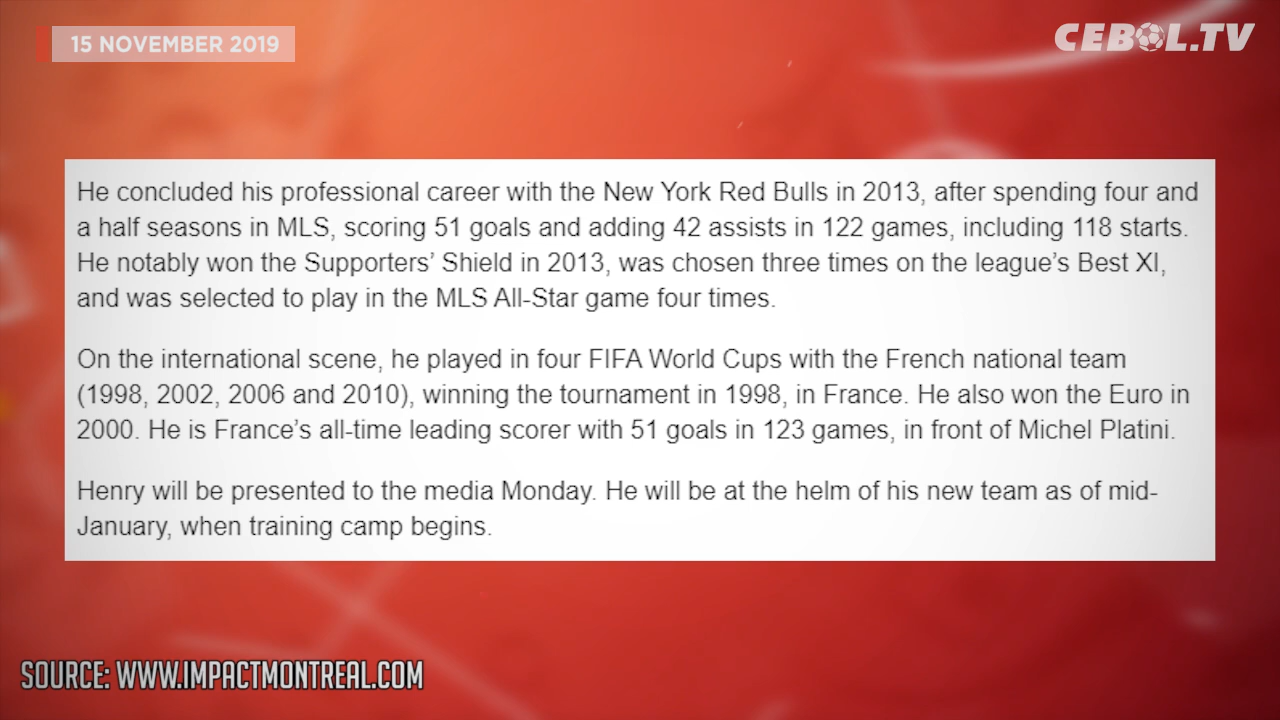 15 NOVEMBER 2019
CEBOL.TV
He concluded his professional career with the New York Red Bulls in 2013, after spending four and
a half seasons in MLS, scoring 51 goals and adding 42 assists in 122 games, including 118 starts.
He notably won the Supporters’ Shield in 2013, was chosen three times on the league’s Best XI,
and was selected to play in the MLS All-Star game four times.
On the international scene, he played in four FIFA World Cups with the French national team
(1998, 2002, 2006 and 2010), winning the tournament in 1998, in France. He also won the Euro in
2000. He is France’s all-time leading scorer with 51 goals in 123 games, in front of Michel Platini.
Henry will be presented to the media Monday. He will be at the helm of his new team as of mid-
January, when training camp begins.
SOURCE: WWW.IMPACTMONTREAL.COM